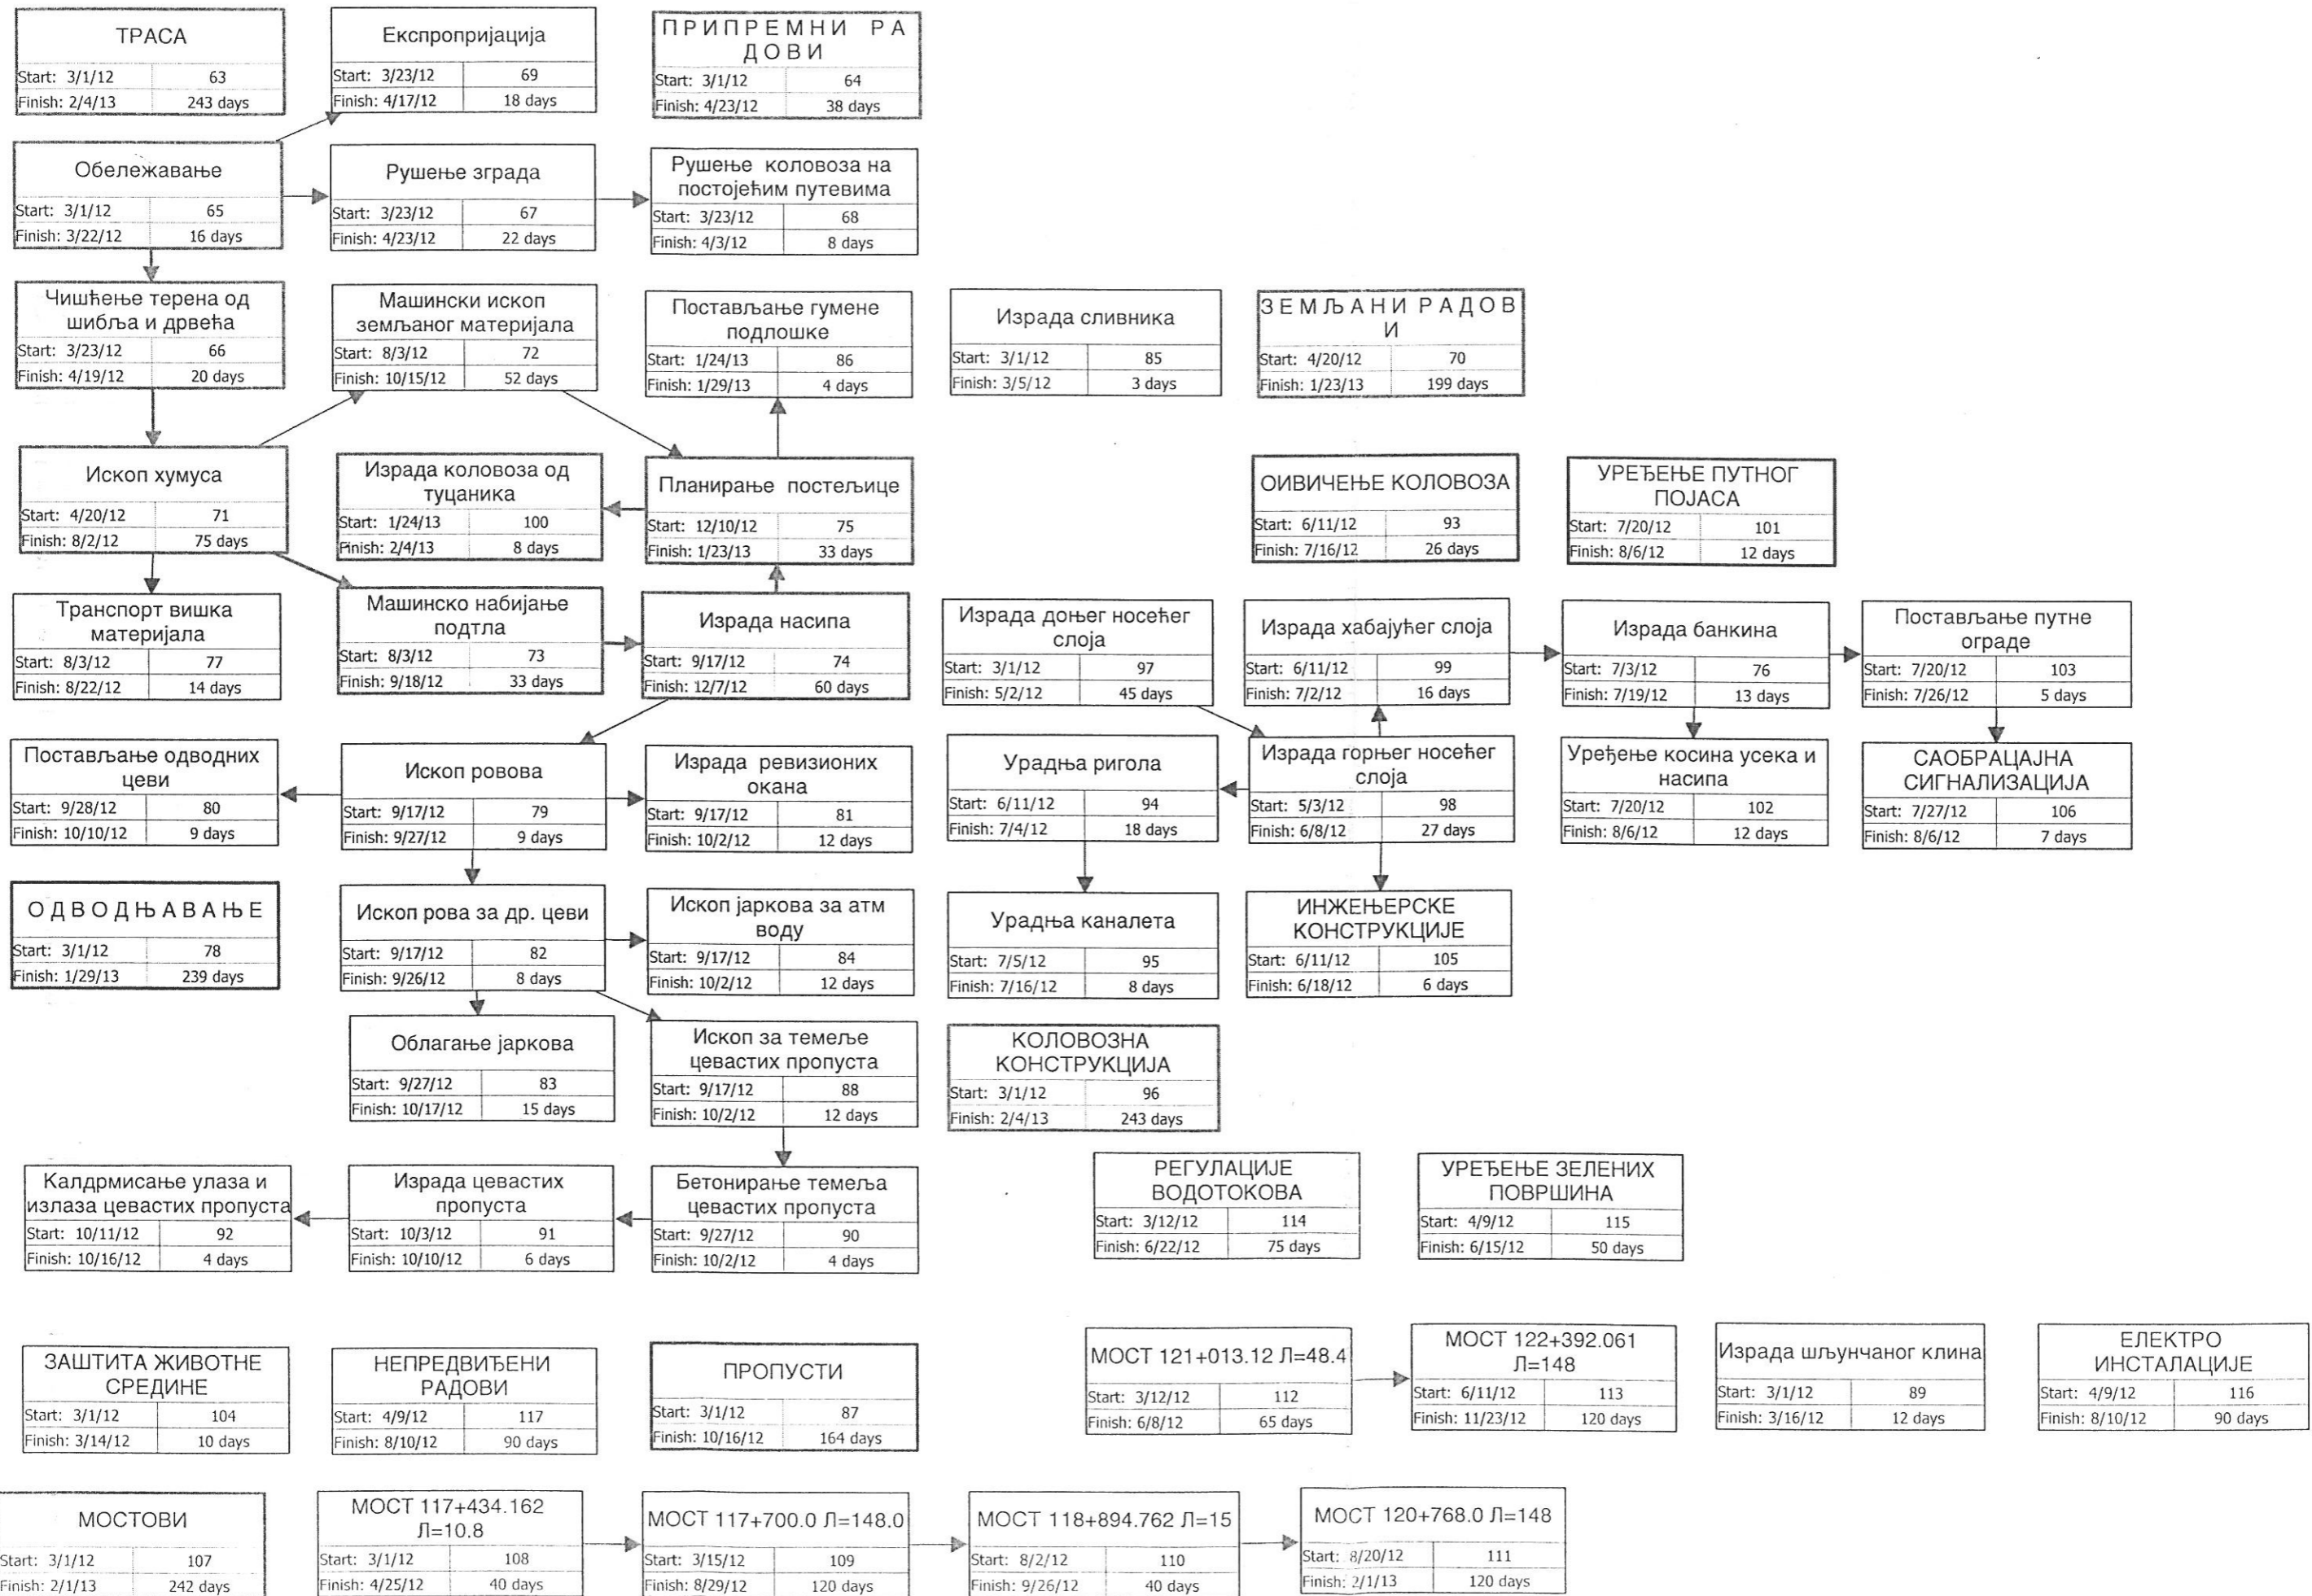 ТРАСА
Start: 3/1/12 63
Finish: 2/4/13 243 days
Експропријација
Start: 3/23/12 69
Finish: 4/17/12 18 days
ПРИПРЕМНИ РА
ДОВИ
Start: 3/1/12 64
Finish: 4/23/12 38 days
Обележавање
Start: 3/1/12 65
Finish: 3/22/12 16 days
Рушење зграда
Start: 3/23/12 67
Finish: 4/23/12 22 days
Рушење коловоза на
постојећим путевима
Start: 3/23/12 68
Finish: 4/3/12 8 days
Чишћење терена од
шибља и дрвећа
Start: 3/23/12 66
Finish: 4/19/12 20 days
Машински ископ
земљаног материјала
Start: 8/3/12 72
Finish: 10/15/12 52 days
Постављање гумене
подлошке
Start: 1/24/13 86
Finish: 1/29/13 4 days
Израда сливника
Start: 3/1/12 85
Finish: 3/5/12 3 days
ЗЕМЉАНИ РАДОВ
И
Start: 4/20/12 70
Finish: 1/23/13 199 days
Ископ хумуса
Start: 4/20/12 71
Finish: 8/2/12 75 days
Израда коловоза од
туцаника
Start: 1/24/13 100
Finish: 2/4/13 8 days
Планирање постељице
Start: 12/10/12 75
Finish: 1/23/13 33 days
ОИВИЧЕЊЕ КОЛОВОЗА
Start: 6/11/12 93
Finish: 7/16/12 26 days
УРЕЂЕЊЕ ПУТНОГ
ПОЈАСА
Start: 7/20/12 101
Finish: 8/6/12 12 days
Транспорт вишка
материјала
Start: 8/3/12 77
Finish: 8/22/12 14 days
Машинско набијање
подтла
Start: 8/3/12 73
Finish: 9/18/12 33 days
Израда насипа
Start: 9/17/12 74
Finish: 12/7/12 60 days
Израда доњег носећег
слоја
Start: 3/1/12 97
Finish: 5/2/12 45 days
Израда хабајућег слоја
Start: 6/11/12 99
Finish: 7/2/12 16 days
Израда банкина
Start: 7/3/12 76
Finish: 7/19/12 13 days
Постављање путне
ограде
Start: 7/20/12 103
Finish: 7/26/12 5 days
Постављање одводних
цеви
Start: 9/28/12 80
Finish: 10/10/12 9 days
Ископ ровова
Start: 9/17/12 79
Finish: 9/27/12 9 days
Израда ревизионих
окана
Start: 9/17/12 81
Finish: 10/2/12 12 days
Урадња ригола
Start: 6/11/12 94
Finish: 7/4/12 18 days
Израда горњег носећег
слоја
Start: 5/3/12 98
Finish: 6/8/12 27 days
Уређење косина усека и
насипа
Start: 7/20/12 102
Finish: 8/6/12 12 days
САОБРАЦАЈНА
СИГНАЛИЗАЦИЈА
Start: 7/27/12 106
Finish: 8/6/12 7 days
ОДВОДЊАВАЊЕ
Start: 3/1/12 78
Finish: 1/29/13 239 days
Ископ рова за др. цеви
Start: 9/17/12 82
Finish: 9/26/12 8 days
Ископ јаркова за атм
воду
Start: 9/17/12 84
Finish: 10/2/12 12 days
Урадња каналета
Start: 7/5/12 95
Finish: 7/16/12 8 days
ИНЖЕЊЕРСКЕ
КОНСТРУКЦИЈЕ
Start: 6/11/12 105
Finish: 6/18/12 6 days
Облагање јаркова
Start: 9/27/12 83
Finish: 10/17/12 15 days
Ископ за темеље
цевастих пропуста
Start: 9/17/12 88
Finish: 10/2/12 12 days
КОЛОВОЗНА
КОНСТРУКЦИЈА
Start: 3/1/12 96
Finish: 2/4/13 243 days
Калдрмисање улаза и
излаза цевастих пропуста
Start: 10/11/12 92
Finish: 10/16/12 4 days
Израда цевастих
пропуста
Start: 10/3/12 91
Finish: 10/10/12 6 days
Бетонирање темеља
цевастих пропуста
Start: 9/27/12 90
Finish: 10/2/12 4 days
РЕГУЛАЦИЈЕ
ВОДОТОКОВА
Start: 3/12/12 114
Finish: 6/22/12 75 days
УРЕЂЕЊЕ ЗЕЛЕНИХ
ПОВРШИНА
Start: 4/9/12 115
Finish: 6/15/12 50 days
ЗАШТИТА ЖИВОТНЕ
СРЕДИНЕ
Start: 3/1/12 104
Finish: 3/14/12 10 days
НЕПРЕДВИЂЕНИ
РАДОВИ
Start: 4/9/12 117
Finish: 8/10/12 90 days
ПРОПУСТИ
Start: 3/1/12 87
Finish: 10/16/12 164 days
МОСТ 121+013.12 Л=48.4
Start: 3/12/12 112
Finish: 6/8/12 65 days
МОСТ 122+392.061
Л=148
Start: 6/11/12 113
Finish: 11/23/12 120 days
Израда шљунчаног клина
Start: 3/1/12 89
Finish: 3/16/12 12 days
ЕЛЕКТРО
ИНСТАЛАЦИЈЕ
Start: 4/9/12 116
Finish: 8/10/12 90 days
МОСТОВИ
Start: 3/1/12 107
Finish: 2/1/13 242 days
МОСТ 117+434.162
Л=10.8
Start: 3/1/12 108
Finish: 4/25/12 40 days
МОСТ 117+700.0 Л=148.0
Start: 3/15/12 109
Finish: 8/29/12 120 days
МОСТ 118+894.762 Л=15
Start: 8/2/12 110
Finish: 9/26/12 40 days
МОСТ 120+768.0 Л=148
Start: 8/20/12 111
Finish: 2/1/13 120 days